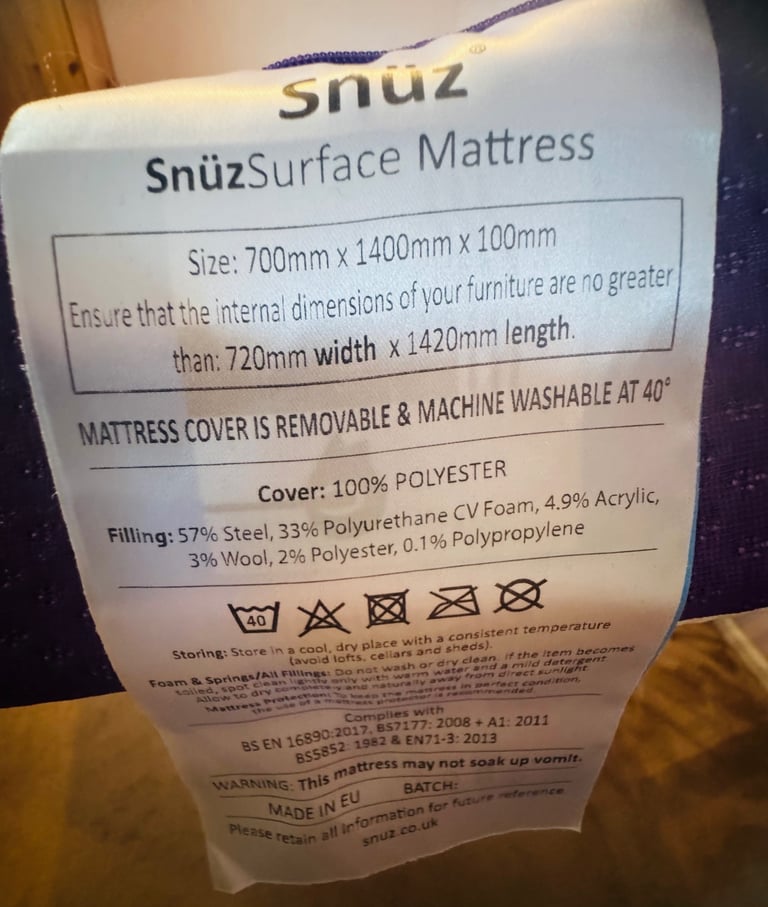 snüz®
SnüzSurface Mattress
Size: 700mm x 1400mm x 100mm
Ensure that the internal dimensions of your furniture are no greater
than: 720mm width x 1420mm length.
MATTRESS COVER IS REMOVABLE & MACHINE WASHABLE AT 40°
Cover: 100% POLYESTER
Filling: 57% Steel, 33% Polyurethane CV Foam, 4.9% Acrylic,
3% Wool, 2% Polyester, 0.1% Polypropylene
40
Storing: Store in a cool, dry place with a consistent temperature
(avoid lofts, cellars and sheds).
Foam & Springs/All Fillings: Do not wash or dry clean. if the item becomes
soiled, spot clean lightly only with warm water and a mild detergent
Allow to dry completely and naturally away from direct sunlight.
Mattress Protection: To keep the mattress in perfect condition,
the use of a mattress protector is recommended.
Complies with
BS EN 16890:2017, BS7177: 2008 + A1: 2011
BS5852: 1982 & EN71-3: 2013
WARNING: This mattress may not soak up vomit.
MADE IN EU BATCH:
Please retain all information for future reference
snuz.co.uk